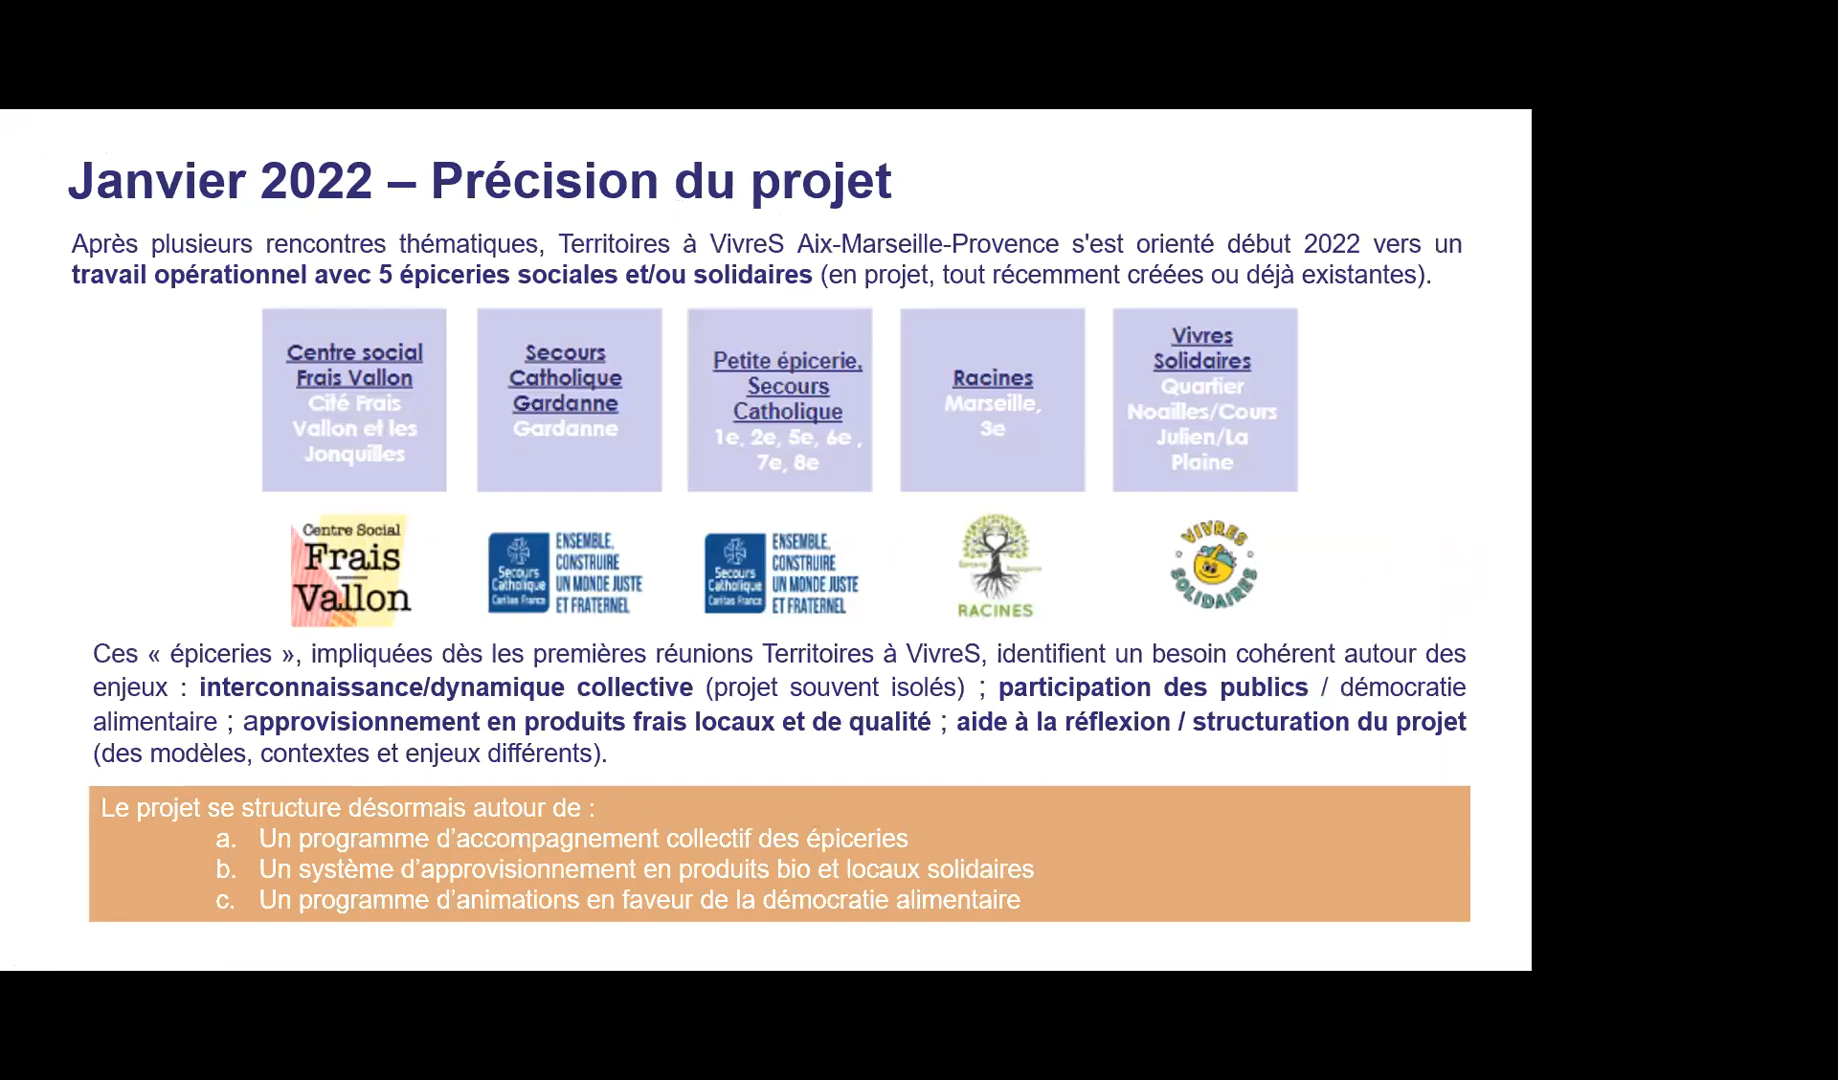 Janvier 2022 – Précision du projet
Après plusieurs rencontres thématiques, Territoires à VivreS Aix-Marseille-Provence s'est orienté début 2022 vers un
travail opérationnel avec 5 épiceries sociales et/ou solidaires (en projet, tout récemment créées ou déjà existantes).
Centre social
Frais Vallon
Cité Frais
Vallon et les
Jonquilles
Secours
Catholique
Gardanne
Gardanne
Petite épicerie,
Secours
Catholique
1e, 2e, 5e, 6e ,
7e, 8e
Racines
Marseille,
3e
Vivres
Solidaires
Quartier
Noailles/Cours
Julien/La
Plaine
Centre Social
Frais
Vallon
Secours
Catholique
Caritas France
ENSEMBLE,
CONSTRUIRE
UN MONDE JUSTE
ET FRATERNEL
Secours
Catholique
Caritas France
ENSEMBLE,
CONSTRUIRE
UN MONDE JUSTE
ET FRATERNEL
RACINES
VIVRES
SOLIDAIRES
Ces « épiceries », impliquées dès les premières réunions Territoires à VivreS, identifient un besoin cohérent autour des
enjeux : interconnaissance/dynamique collective (projet souvent isolés) ; participation des publics / démocratie
alimentaire ; approvisionnement en produits frais locaux et de qualité ; aide à la réflexion / structuration du projet
(des modèles, contextes et enjeux différents).
Le projet se structure désormais autour de :
a. Un programme d’accompagnement collectif des épiceries
b. Un système d’approvisionnement en produits bio et locaux solidaires
c. Un programme d’animations en faveur de la démocratie alimentaire